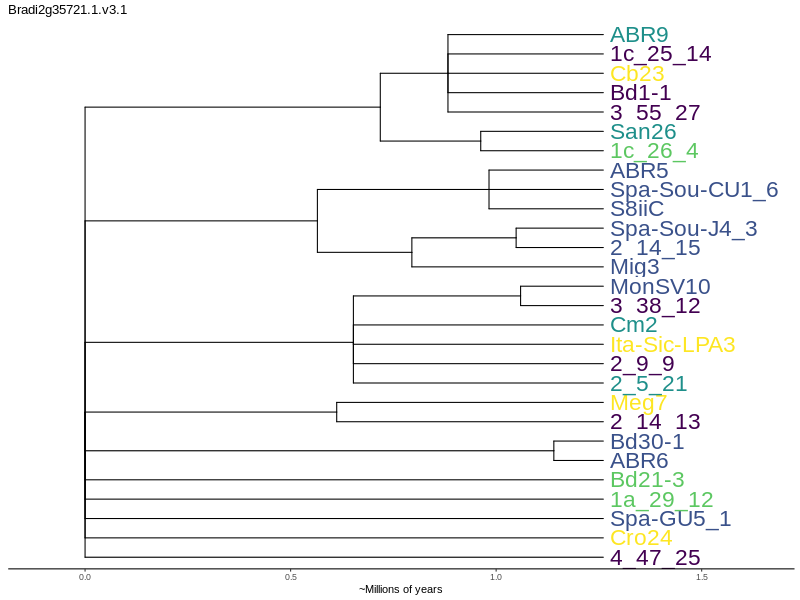 Bradi2g35721.1.v3.1
ABR9
1c_25_14
Cb23
Bd1-1
3_55_27
San26
1c_26_4
ABR5
Spa-Sou-CU1_6
S8iiC
Spa-Sou-J4_3
2_14_15
Mig3
MonSV10
3_38_12
Cm2
Ita-Sic-LPA3
2_9_9
2_5_21
Meg7
2_14_13
Bd30-1
ABR6
Bd21-3
1a_29_12
Spa-GU5_1
Cro24
4_47_25
0.0 0.5 1.0 1.5
~Millions of years